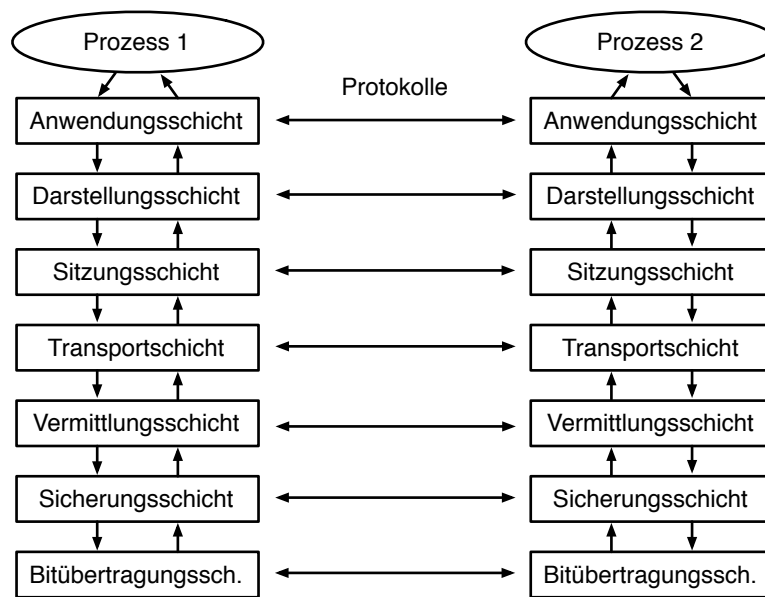 Prozess 1
Prozess 2
Protokolle
Anwendungsschicht
Anwendungsschicht
Darstellungsschicht
Darstellungsschicht
Sitzungsschicht
Sitzungsschicht
Transportschicht
Transportschicht
Vermittlungsschicht
Vermittlungsschicht
Sicherungsschicht
Sicherungsschicht
Bitübertragungssch.
Bitübertragungssch.